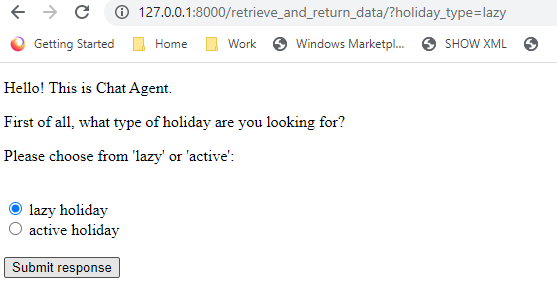 127.0.0.1:8000/retrieve_and_return_data/?holiday_type=lazy
Getting Started Home Work Windows Marketpl... SHOW XML
Hello! This is Chat Agent.
First of all, what type of holiday are you looking for?
Please choose from 'lazy' or 'active':
lazy holiday
active holiday
Submit response